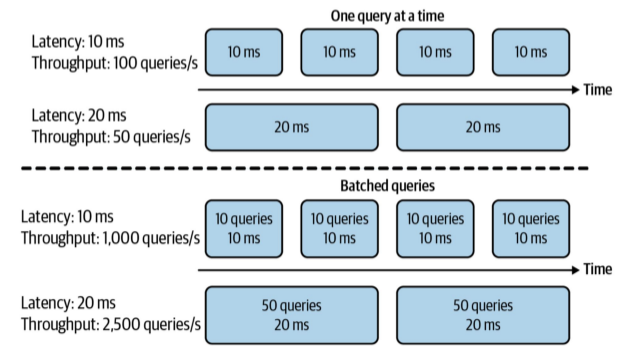 One query at a time
Latency: 10 ms
Throughput: 100 queries/s
10 ms
10 ms
10 ms
10 ms
Time
Latency: 20 ms
Throughput: 50 queries/s
20 ms
20 ms
Batched queries
Latency: 10 ms
Throughput: 1,000 queries/s
10 queries
10 ms
10 queries
10 ms
10 queries
10 ms
10 queries
10 ms
Time
Latency: 20 ms
Throughput: 2,500 queries/s
50 queries
20 ms
50 queries
20 ms